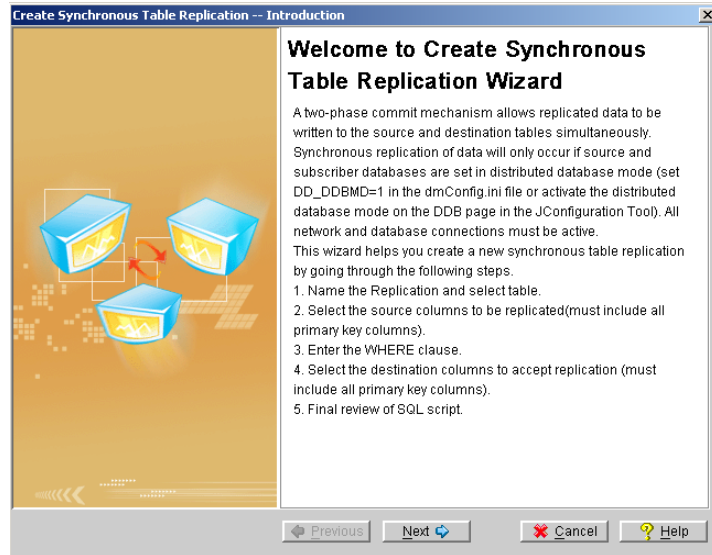 Create Synchronous Table Replication -- Introduction
Welcome to Create Synchronous
Table Replication Wizard
A two-phase commit mechanism allows replicated data to be
written to the source and destination tables simultaneously.
Synchronous replication of data will only occur if source and
subscriber databases are set in distributed database mode (set
DD_DDBMD=1 in the dmConfig.ini file or activate the distributed
database mode on the DDB page in the JConfiguration Tool). All
network and database connections must be active.
This wizard helps you create a new synchronous table replication
by going through the following steps.
1. Name the Replication and select table.
2. Select the source columns to be replicated(must include all
primary key columns).
3. Enter the WHERE clause.
4. Select the destination columns to accept replication (must
include all primary key columns).
5. Final review of SQL script.
Previous Next Cancel Help